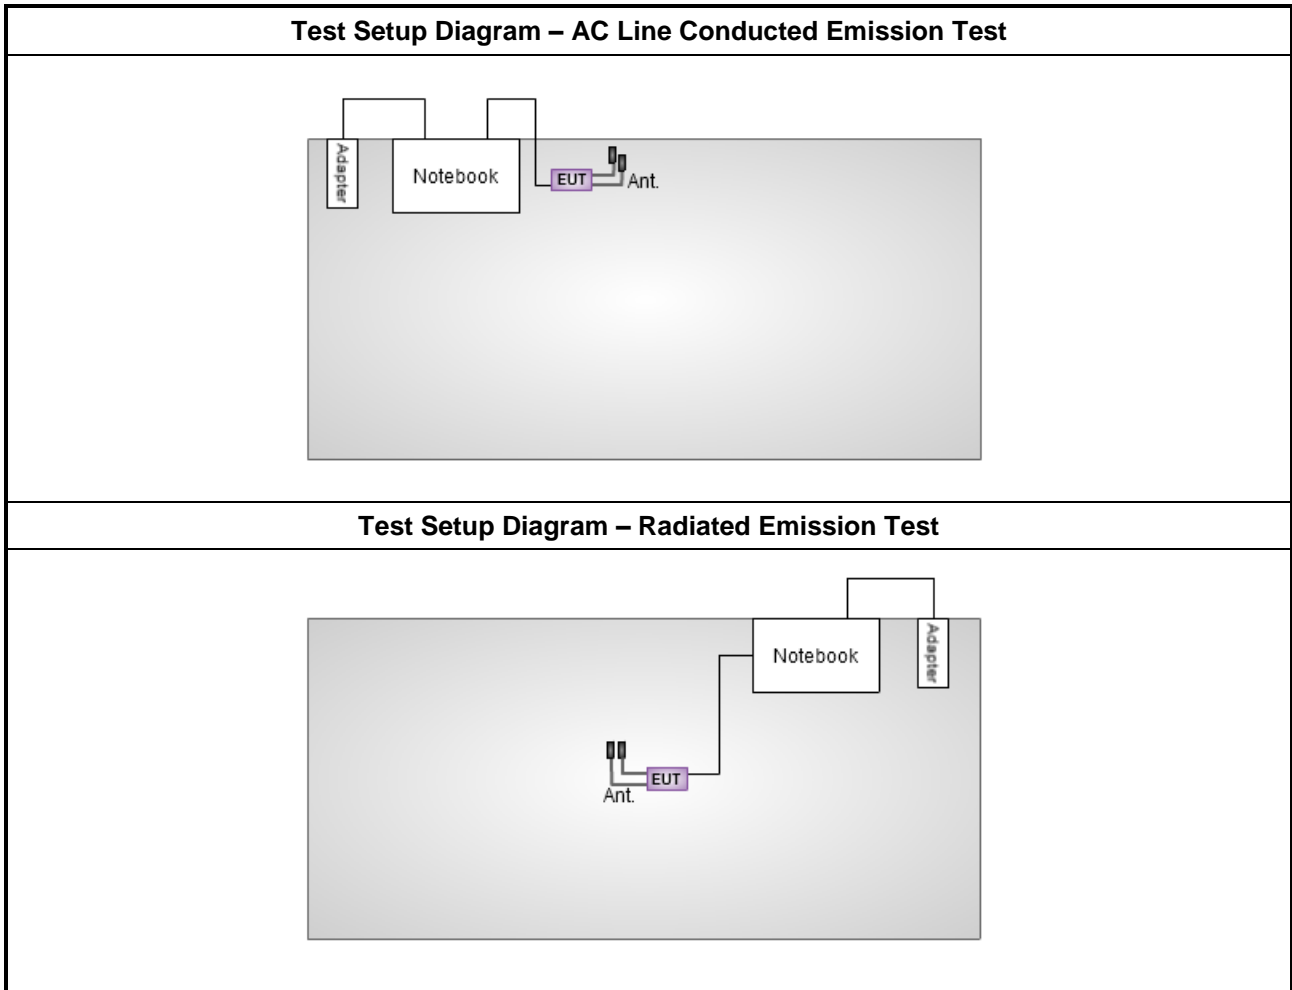 Test Setup Diagram – AC Line Conducted Emission Test
Adapter
Notebook
EUT
Ant.
Test Setup Diagram – Radiated Emission Test
Notebook
Adapter
EUT
Ant.